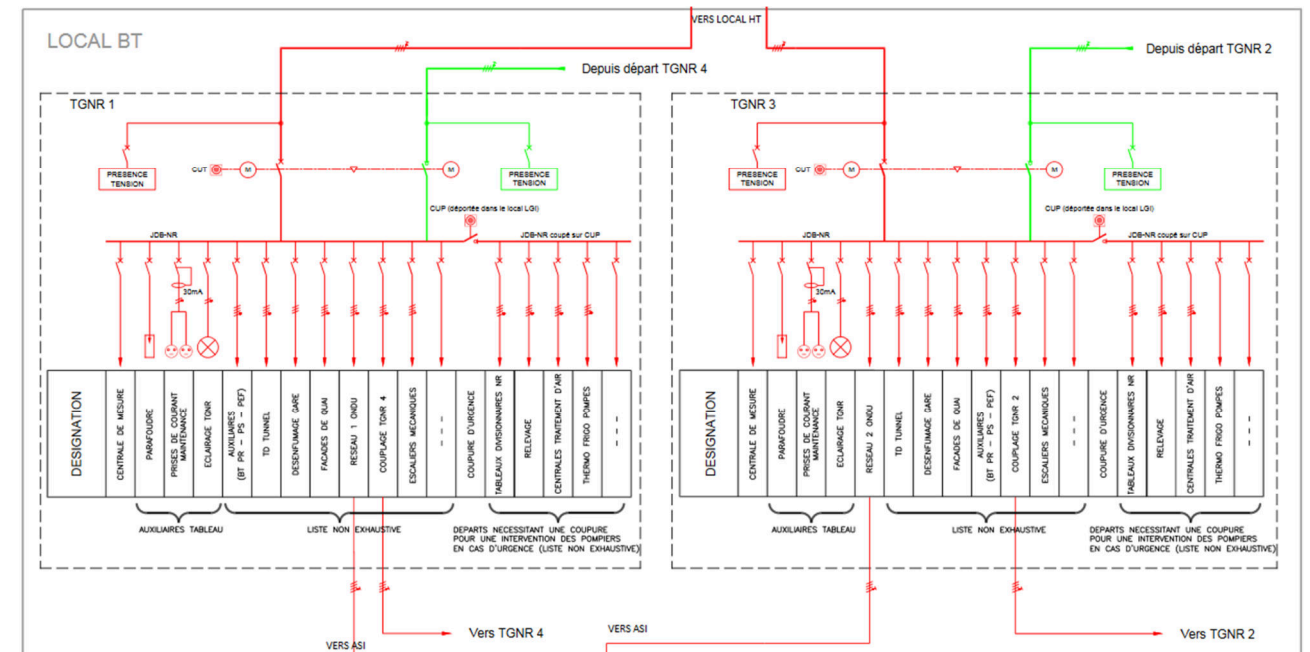 VERS LOCAL HT
LOCAL BT
Depuis départ TGNR 4
Depuis départ TGNR 2
TGNR 1
PRESENCE
TENSION
CUT
M
M
PRESENCE
TENSION
CUP (déportée dans le local LGI)
JDB-NR
JDB-NR coupé sur CUP
30mA
DESIGNATION
CENTRALE DE MESURE
PARAFOUDRE
PRISES DE COURANT
MAINTENANCE
ECLAIRAGE TGNR
AUXILIAIRES
(BT PR - PS - PEF)
TD TUNNEL
DESENFUMAGE GARE
FACADES DE QUAI
RESEAU 1 ONDU
COUPLAGE TGNR 4
ESCALIERS MECANIQUES
- - -
COUPURE D'URGENCE
TABLEAUX DIVISIONNAIRES NR
RELEVAGE
CENTRALES TRAITEMENT D'AIR
THERMO FRIGO POMPES
- - -
AUXILIAIRES TABLEAU
LISTE NON EXHAUSTIVE
DEPARTS NECESSITANT UNE COUPURE
POUR UNE INTERVENTION DES POMPIERS
EN CAS D'URGENCE (LISTE NON EXHAUSTIVE)
TGNR 3
PRESENCE
TENSION
CUT
M
M
PRESENCE
TENSION
CUP (déportée dans le local LGI)
JDB-NR
JDB-NR coupé sur CUP
30mA
DESIGNATION
CENTRALE DE MESURE
PARAFOUDRE
PRISES DE COURANT
MAINTENANCE
ECLAIRAGE TGNR
RESEAU 2 ONDU
TD TUNNEL
DESENFUMAGE GARE
FACADES DE QUAI
AUXILIAIRES
(BT PR - PS - PEF)
COUPLAGE TGNR 2
ESCALIERS MECANIQUES
- - -
COUPURE D'URGENCE
TABLEAUX DIVISIONNAIRES NR
RELEVAGE
CENTRALES TRAITEMENT D'AIR
THERMO FRIGO POMPES
- - -
AUXILIAIRES TABLEAU
LISTE NON EXHAUSTIVE
DEPARTS NECESSITANT UNE COUPURE
POUR UNE INTERVENTION DES POMPIERS
EN CAS D'URGENCE (LISTE NON EXHAUSTIVE)
VERS ASI
Vers TGNR 4
VERS ASI
Vers TGNR 2